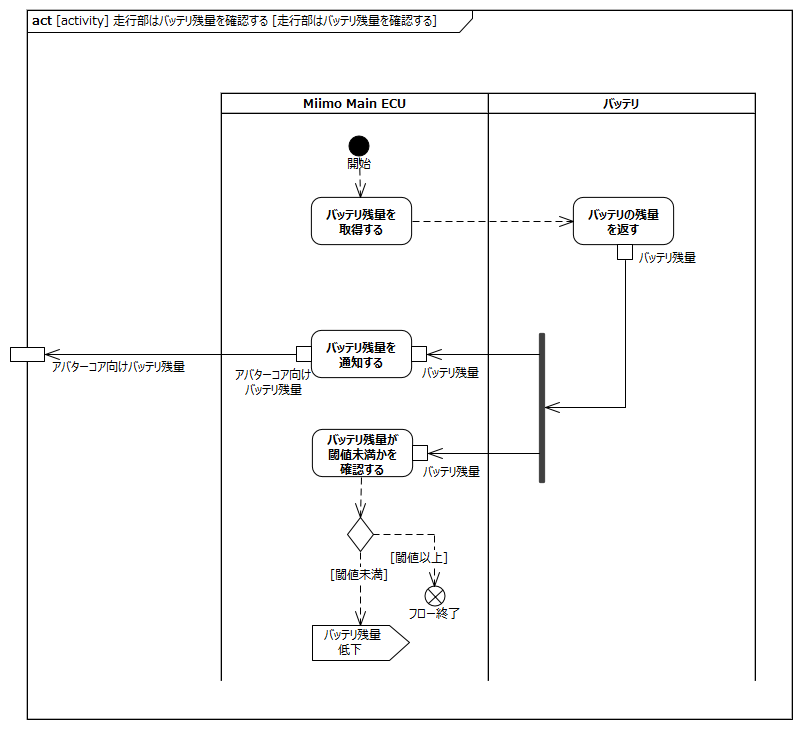 act [activity] 走行部はバッテリ残量を確認する [走行部はバッテリ残量を確認する]
Miimo Main ECU
バッテリ
開始
バッテリ残量を
取得する
バッテリの残量
を返す
バッテリ残量
バッテリ残量を
通知する
アバターコア向けバッテリ残量
アバターコア向け
バッテリ残量
バッテリ残量
バッテリ残量が
閾値未満かを
確認する
バッテリ残量
[閾値以上]
[閾値未満]
フロー終了
バッテリ残量
低下